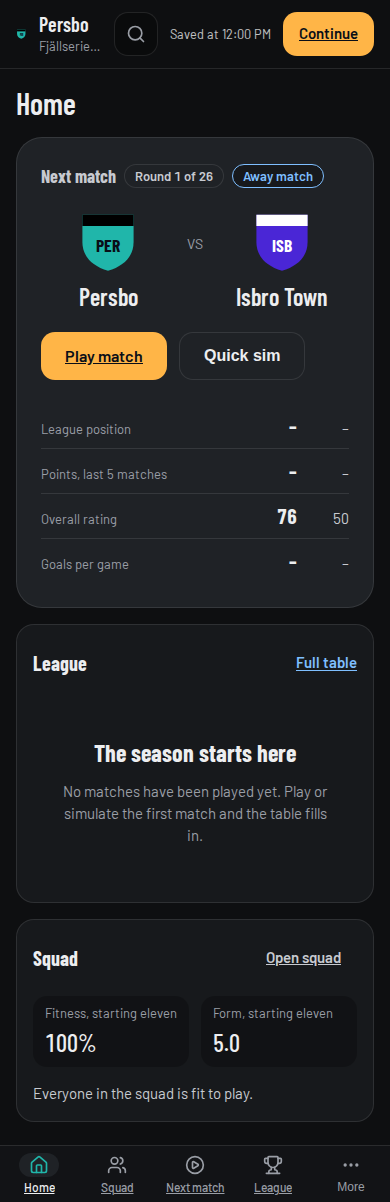 Persbo
Fjällserie...
Saved at 12:00 PM
Continue
Home
Next match
Round 1 of 26
Away match
PER
VS
ISB
Persbo
Isbro Town
Play match
Quick sim
League position – –
Points, last 5 matches – –
Overall rating 76 50
Goals per game – –
League
Full table
The season starts here
No matches have been played yet. Play or
simulate the first match and the table fills
in.
Squad
Open squad
Fitness, starting eleven
100%
Form, starting eleven
5.0
Everyone in the squad is fit to play.
Home
Squad
Next match
League
More